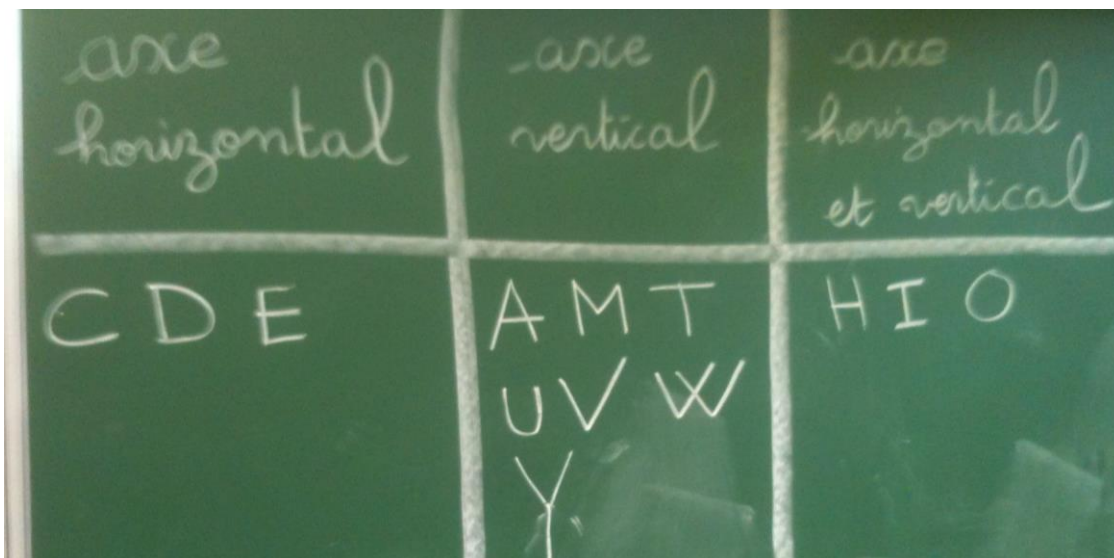 axe
horizontal
axe
vertical
axe
horizontal
et vertical
C D E
A M T
U V W
Y
H I O